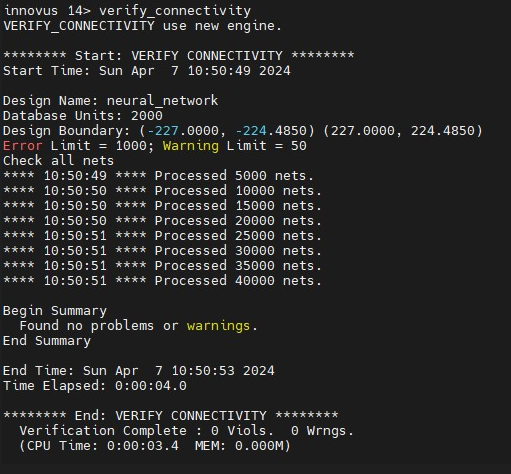 innovus 14> verify_connectivity
VERIFY_CONNECTIVITY use new engine.
******** Start: VERIFY CONNECTIVITY ********
Start Time: Sun Apr  7 10:50:49 2024
Design Name: neural_network
Database Units: 2000
Design Boundary: (-227.0000, -224.4850) (227.0000, 224.4850)
Error Limit = 1000; Warning Limit = 50
Check all nets
**** 10:50:49 **** Processed 5000 nets.
**** 10:50:50 **** Processed 10000 nets.
**** 10:50:50 **** Processed 15000 nets.
**** 10:50:50 **** Processed 20000 nets.
**** 10:50:51 **** Processed 25000 nets.
**** 10:50:51 **** Processed 30000 nets.
**** 10:50:51 **** Processed 35000 nets.
**** 10:50:51 **** Processed 40000 nets.
Begin Summary
  Found no problems or warnings.
End Summary
End Time: Sun Apr  7 10:50:53 2024
Time Elapsed: 0:00:04.0
******** End: VERIFY CONNECTIVITY ********
  Verification Complete : 0 Viols.  0 Wrngs.
  (CPU Time: 0:00:03.4  MEM: 0.000M)